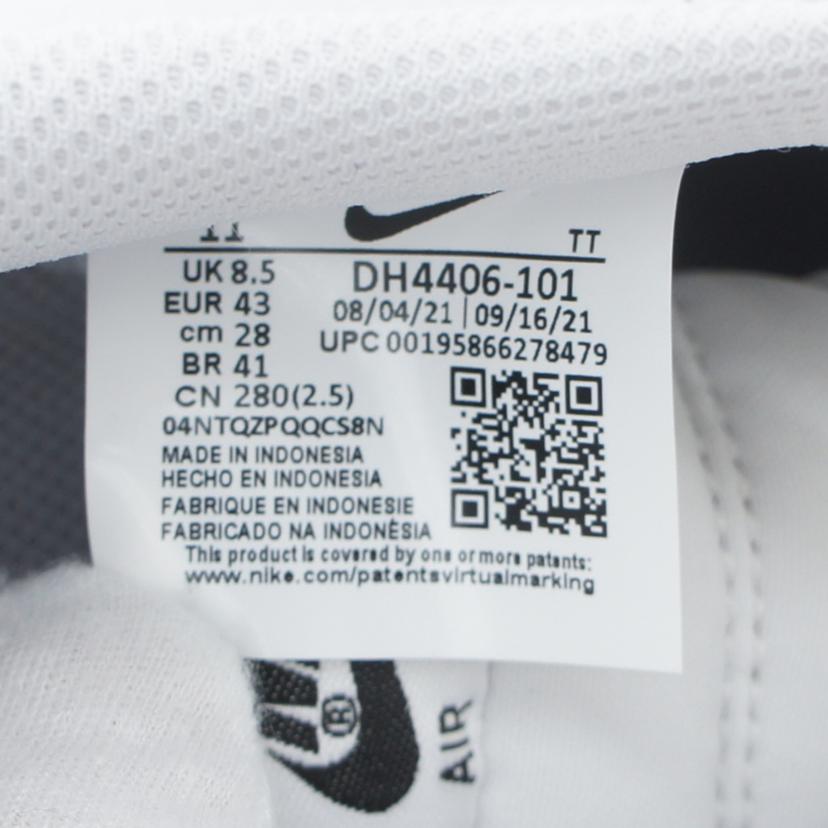 TT
UK 8.5
DH4406-101
EUR 43
08/04/21 | 09/16/21
cm 28
UPC 00195866278479
BR 41
CN 280(2.5)
04NTQZPQQCS8N
MADE IN INDONESIA
HECHO EN INDONESIA
FABRIQUE EN INDONESIE
FABRICADO NA INDONÉSIA
This product is covered by one or more patents:
www.nike.com/patentsvirtualmarking
®
AIR